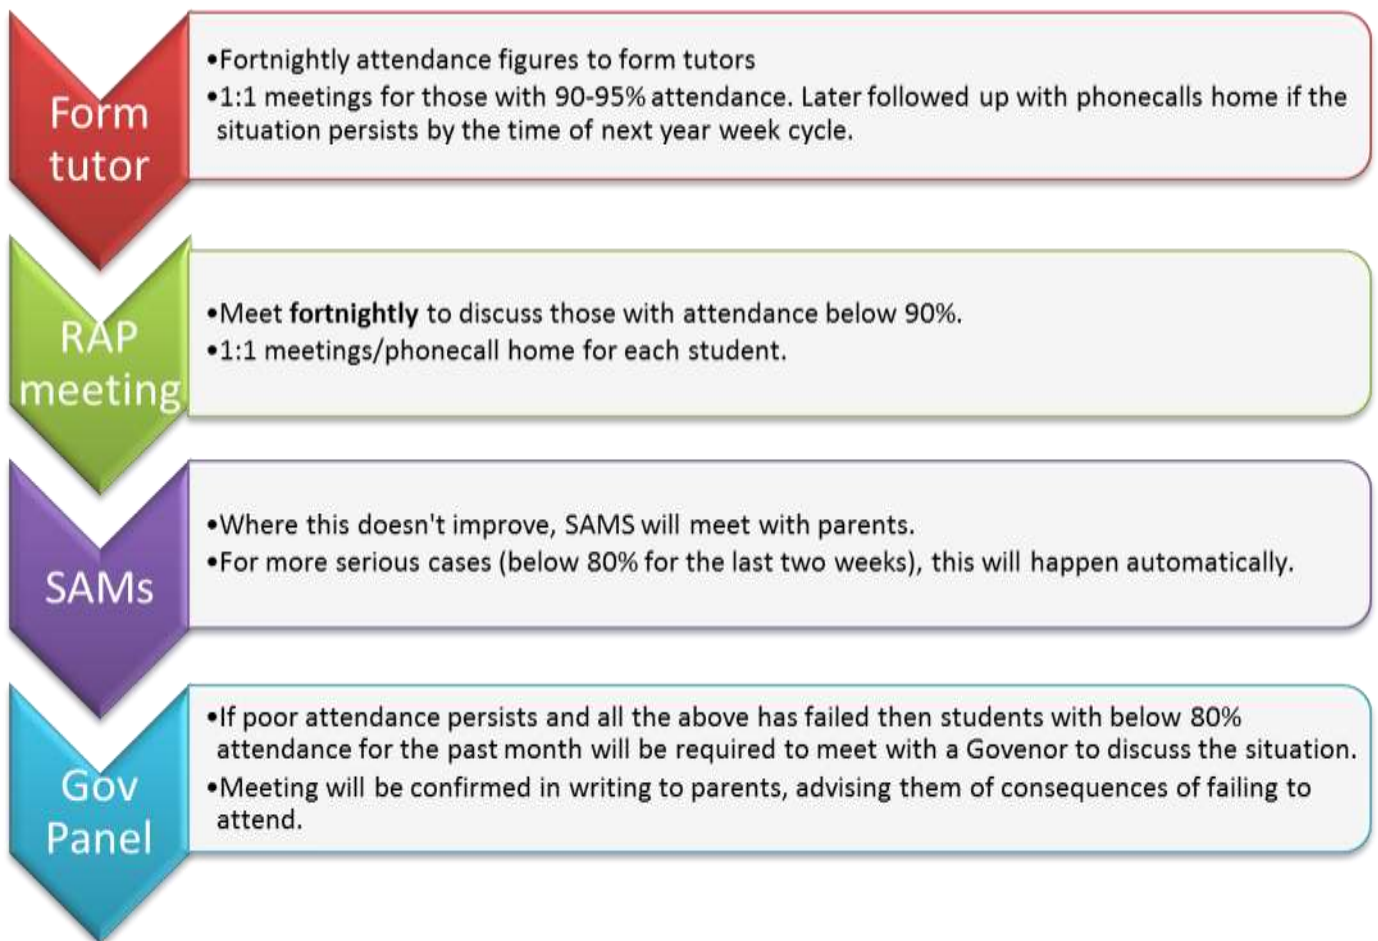 Form
tutor
•Fortnightly attendance figures to form tutors
•1:1 meetings for those with 90-95% attendance. Later followed up with phonecalls home if the
situation persists by the time of next year week cycle.
RAP
meeting
•Meet fortnightly to discuss those with attendance below 90%.
•1:1 meetings/phonecall home for each student.
SAMs
•Where this doesn't improve, SAMS will meet with parents.
•For more serious cases (below 80% for the last two weeks), this will happen automatically.
Gov
Panel
•If poor attendance persists and all the above has failed then students with below 80%
attendance for the past month will be required to meet with a Govenor to discuss the situation.
•Meeting will be confirmed in writing to parents, advising them of consequences of failing to
attend.